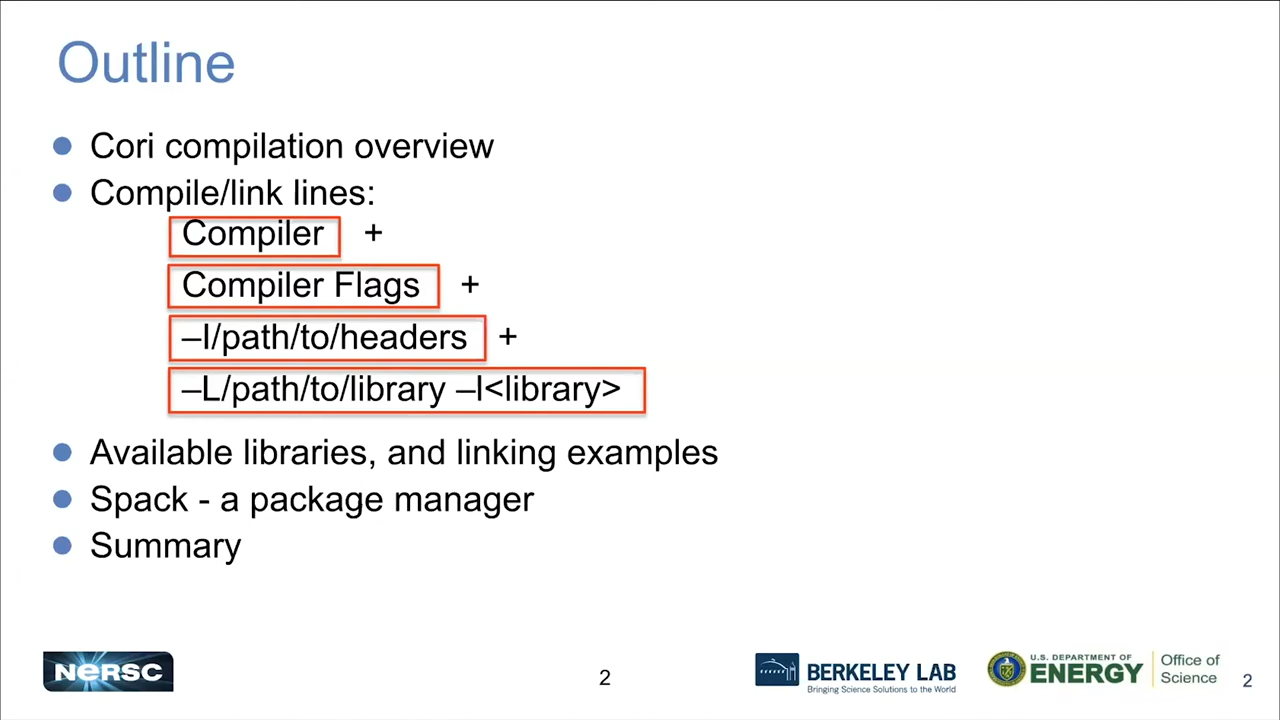 Outline
Cori compilation overview
Compile/link lines:
Compiler +
Compiler Flags +
–I/path/to/headers +
–L/path/to/library –l<library>
Available libraries, and linking examples
Spack - a package manager
Summary
NERSC
2
BERKELEY LAB
Bringing Science Solutions to the World
U.S. DEPARTMENT OF
ENERGY
Office of
Science
2